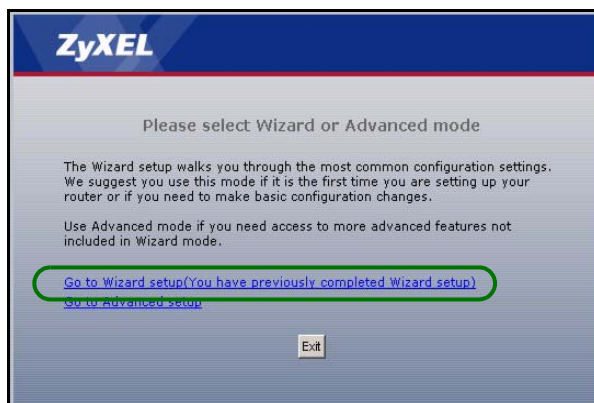 ZyXEL
Please select Wizard or Advanced mode
The Wizard setup walks you through the most common configuration settings.
We suggest you use this mode if it is the first time you are setting up your
router or if you need to make basic configuration changes.
Use Advanced mode if you need access to more advanced features not
included in Wizard mode.
Go to Wizard setup(You have previously completed Wizard setup)
Go to Advanced setup
Exit